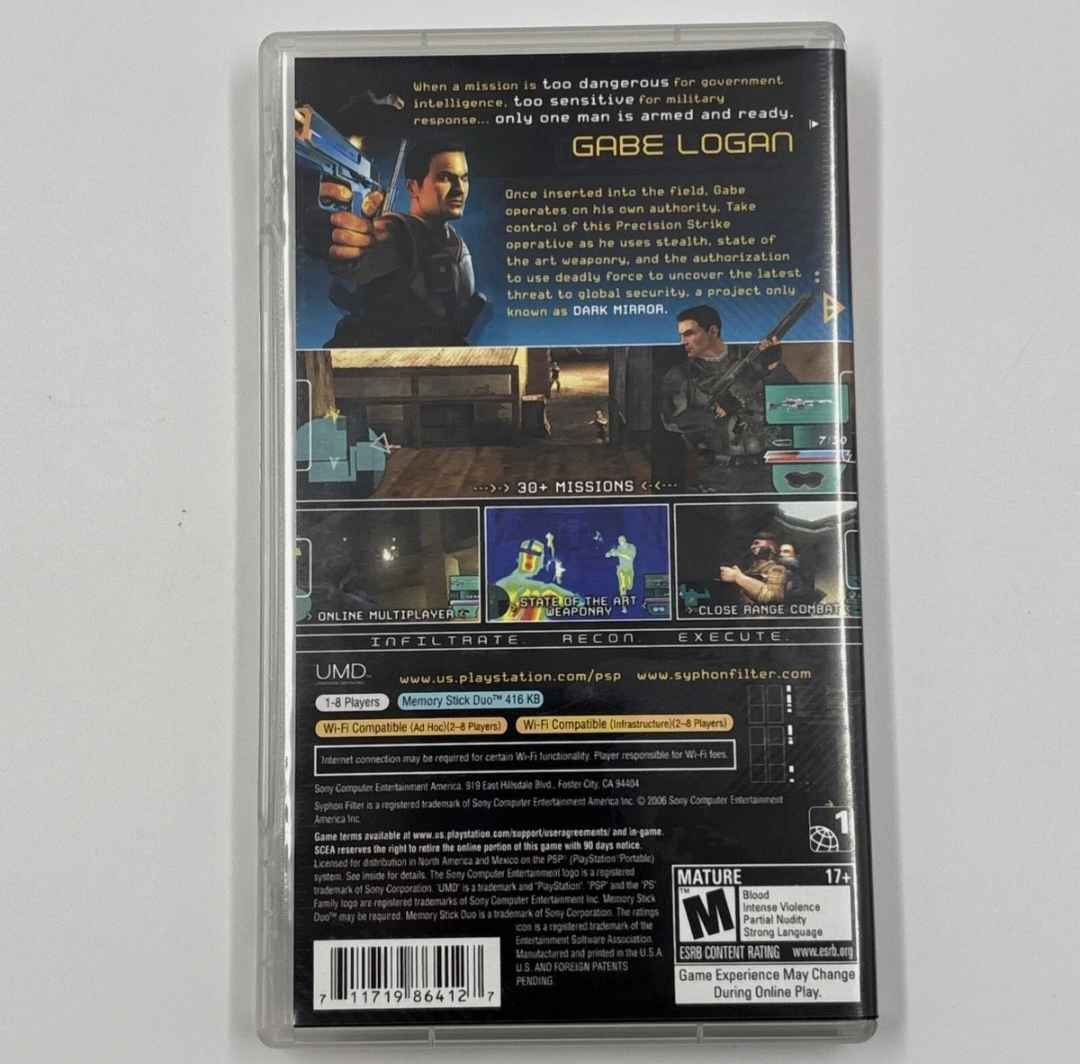 When a mission is too dangerous for government
intelligence, too sensitive for military
response... only one man is armed and ready.
GABE LOGAN
Once inserted into the field, Gabe
operates on his own authority. Take
control of this Precision Strike
operative as he uses stealth, state of
the art weaponry, and the authorization
to use deadly force to uncover the latest
threat to global security, a project only
known as DARK MIRROR.
30+ MISSIONS
ONLINE MULTIPLAYER
STATE OF THE ART
WEAPONRY
CLOSE RANGE COMBAT
INFILTRATE. RECON. EXECUTE.
UMD
www.us.playstation.com/psp www.syphonfilter.com
1-8 Players
Memory Stick Duo™ 416 KB
Wi-Fi Compatible (Ad Hoc)(2-8 Players)
Wi-Fi Compatible (Infrastructure)(2-8 Players)
Internet connection may be required for certain Wi-Fi functionality. Player responsible for Wi-Fi fees.
Sony Computer Entertainment America, 919 East Hillsdale Blvd., Foster City, CA 94404
Syphon Filter is a registered trademark of Sony Computer Entertainment America Inc. © 2006 Sony Computer Entertainment
America Inc.
Game terms available at www.us.playstation.com/support/useragreements/ and in-game.
SCEA reserves the right to retire the online portion of this game with 90 days notice.
Licensed for distribution in North America and Mexico on the PSP® (PlayStation®Portable)
system. See inside for details. The Sony Computer Entertainment logo is a registered
trademark of Sony Corporation. "UMD" is a trademark and "PlayStation", "PSP" and the "PS"
Family logo are registered trademarks of Sony Computer Entertainment Inc. Memory Stick
Duo™ may be required. Memory Stick Duo is a trademark of Sony Corporation. The ratings
icon is a registered trademark of the
Entertainment Software Association.
Manufactured and printed in the U.S.A
U.S. AND FOREIGN PATENTS
PENDING.
1
MATURE 17+
M
Blood
Intense Violence
Partial Nudity
Strong Language
ESRB CONTENT RATING www.esrb.org
Game Experience May Change
During Online Play.
7 11719 86412 7